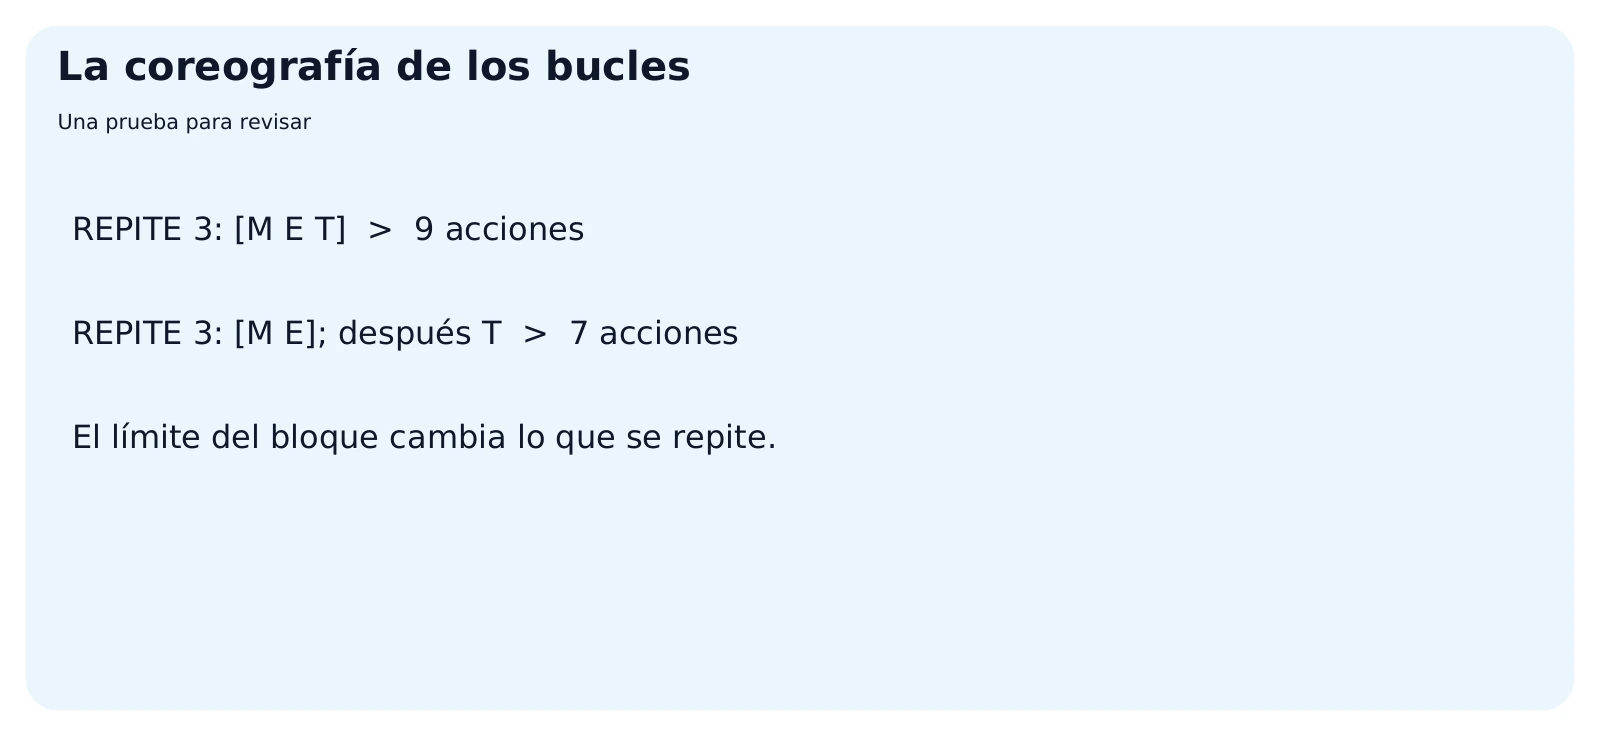 La coreografía de los bucles
Una prueba para revisar
REPITE 3: [M E T]  >  9 acciones
REPITE 3: [M E]; después T  >  7 acciones
El límite del bloque cambia lo que se repite.